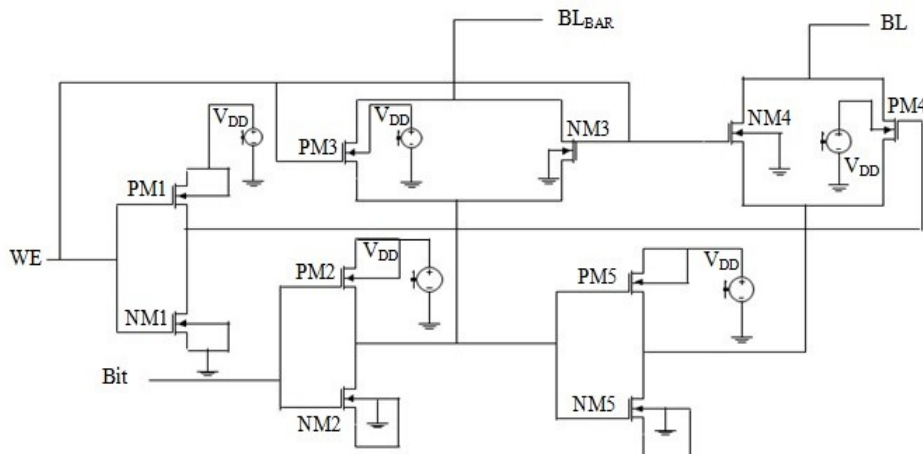 BL_BAR
BL
V_DD
PM3
V_DD
NM3
NM4
PM4
V_DD
PM1
WE
NM1
PM2
V_DD
PM5
V_DD
Bit
NM2
NM5